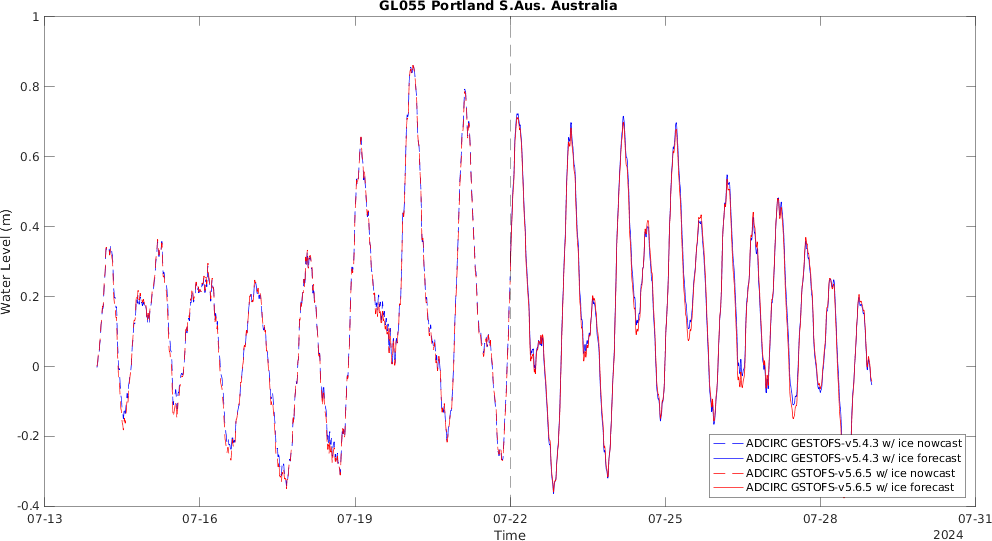 GL055 Portland S.Aus. Australia
1
0.8
0.6
0.4
0.2
0
-0.2
-0.4
Water Level (m)
ADCIRC GESTOFS-v5.4.3 w/ ice nowcast
ADCIRC GESTOFS-v5.4.3 w/ ice forecast
ADCIRC GSTOFS-v5.6.5 w/ ice nowcast
ADCIRC GSTOFS-v5.6.5 w/ ice forecast
07-13 07-16 07-19 07-22 07-25 07-28 07-31
Time
2024